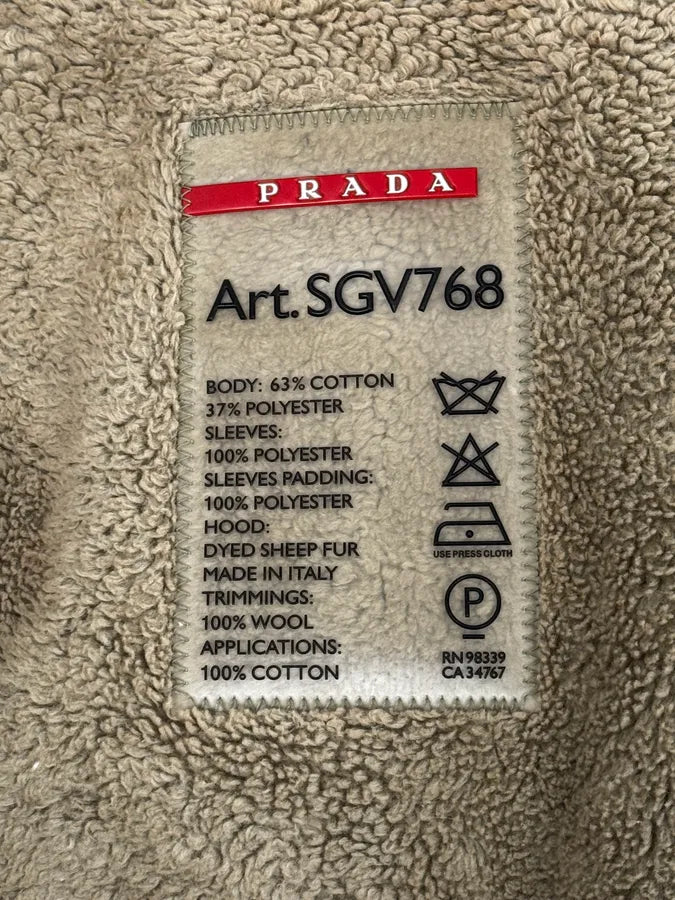 PRADA
Art. SGV768
BODY: 63% COTTON
37% POLYESTER
SLEEVES:
100% POLYESTER
SLEEVES PADDING:
100% POLYESTER
HOOD:
DYED SHEEP FUR
MADE IN ITALY
TRIMMINGS:
100% WOOL
APPLICATIONS:
100% COTTON
USE PRESS CLOTH
P
RN 98339
CA 34767